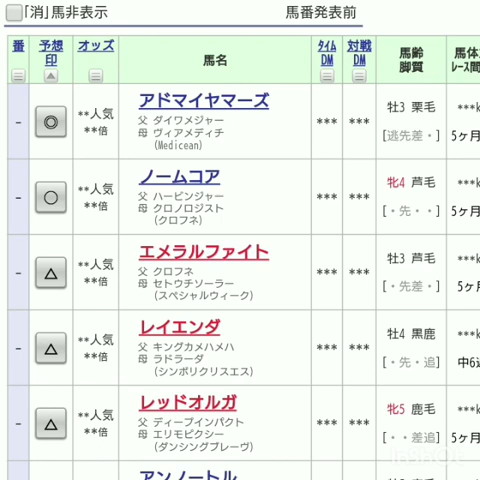 「消」馬非表示 馬番発表前
番 予想印 オッズ 馬名 ﾀｲﾑDM 対戦DM 馬齢脚質 馬体 ﾚｰｽ間
- ◎ **人気 **倍
アドマイヤマーズ
父 ダイワメジャー
母 ヴィアメディチ
(Medicean)
*** *** 牡3 栗毛 ***k
[逃先差・] 5ヶ月
- ○ **人気 **倍
ノームコア
父 ハービンジャー
母 クロノロジスト
(クロフネ)
*** *** 牝4 芦毛 ***k
[・先・・] 5ヶ月
- △ **人気 **倍
エメラルファイト
父 クロフネ
母 セトウチソーラー
(スペシャルウィーク)
*** *** 牡3 芦毛 ***k
[・先差・] 5ヶ
- △ **人気 **倍
レイエンダ
父 キングカメハメハ
母 ラドラーダ
(シンボリクリスエス)
*** *** 牡4 黒鹿 ***k
[・先・追] 中6週
- △ **人気 **倍
レッドオルガ
父 ディープインパクト
母 エリモピクシー
(ダンシングブレーヴ)
*** *** 牝5 鹿毛 ***k
[・・差追] 5ヶ月
アンノートル